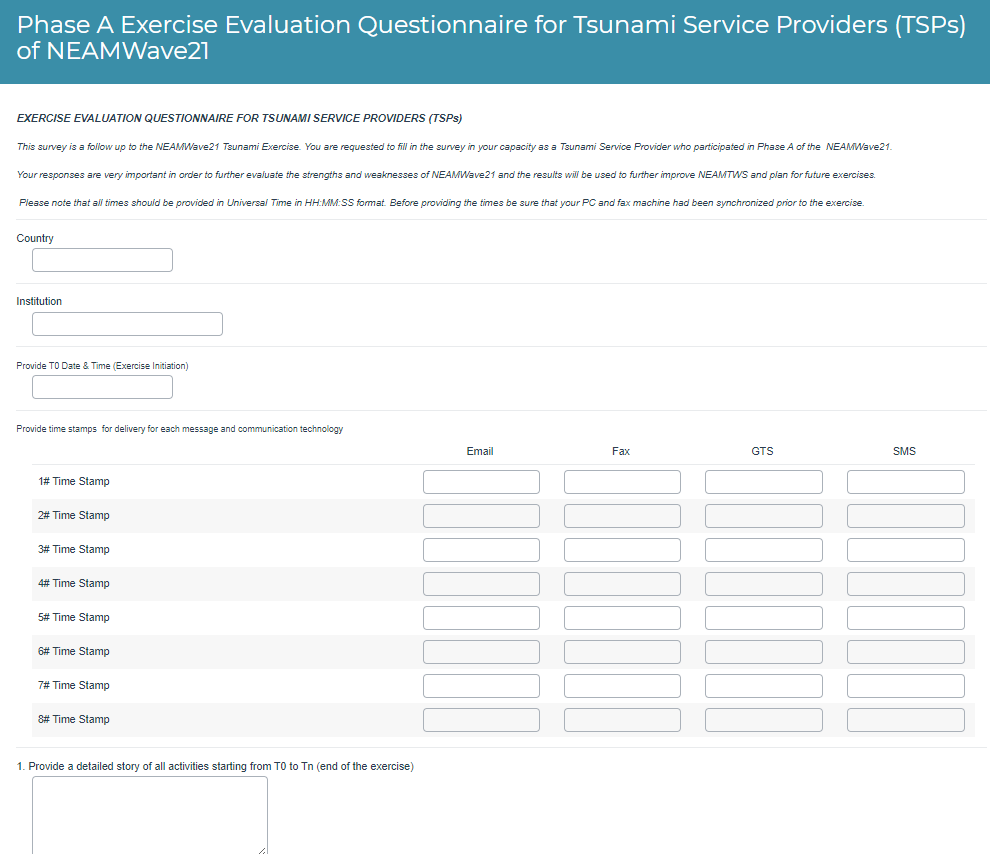 Phase A Exercise Evaluation Questionnaire for Tsunami Service Providers (TSPs)
of NEAMWave21
EXERCISE EVALUATION QUESTIONNAIRE FOR TSUNAMI SERVICE PROVIDERS (TSPs)
This survey is a follow up to the NEAMWave21 Tsunami Exercise. You are requested to fill in the survey in your capacity as a Tsunami Service Provider who participated in Phase A of the NEAMWave21.
Your responses are very important in order to further evaluate the strengths and weaknesses of NEAMWave21 and the results will be used to further improve NEAMTWS and plan for future exercises.
Please note that all times should be provided in Universal Time in HH:MM:SS format. Before providing the times be sure that your PC and fax machine had been synchronized prior to the exercise.
Country
Institution
Provide T0 Date & Time (Exercise Initiation)
Provide time stamps for delivery for each message and communication technology
Email Fax GTS SMS
1# Time Stamp
2# Time Stamp
3# Time Stamp
4# Time Stamp
5# Time Stamp
6# Time Stamp
7# Time Stamp
8# Time Stamp
1. Provide a detailed story of all activities starting from T0 to Tn (end of the exercise)